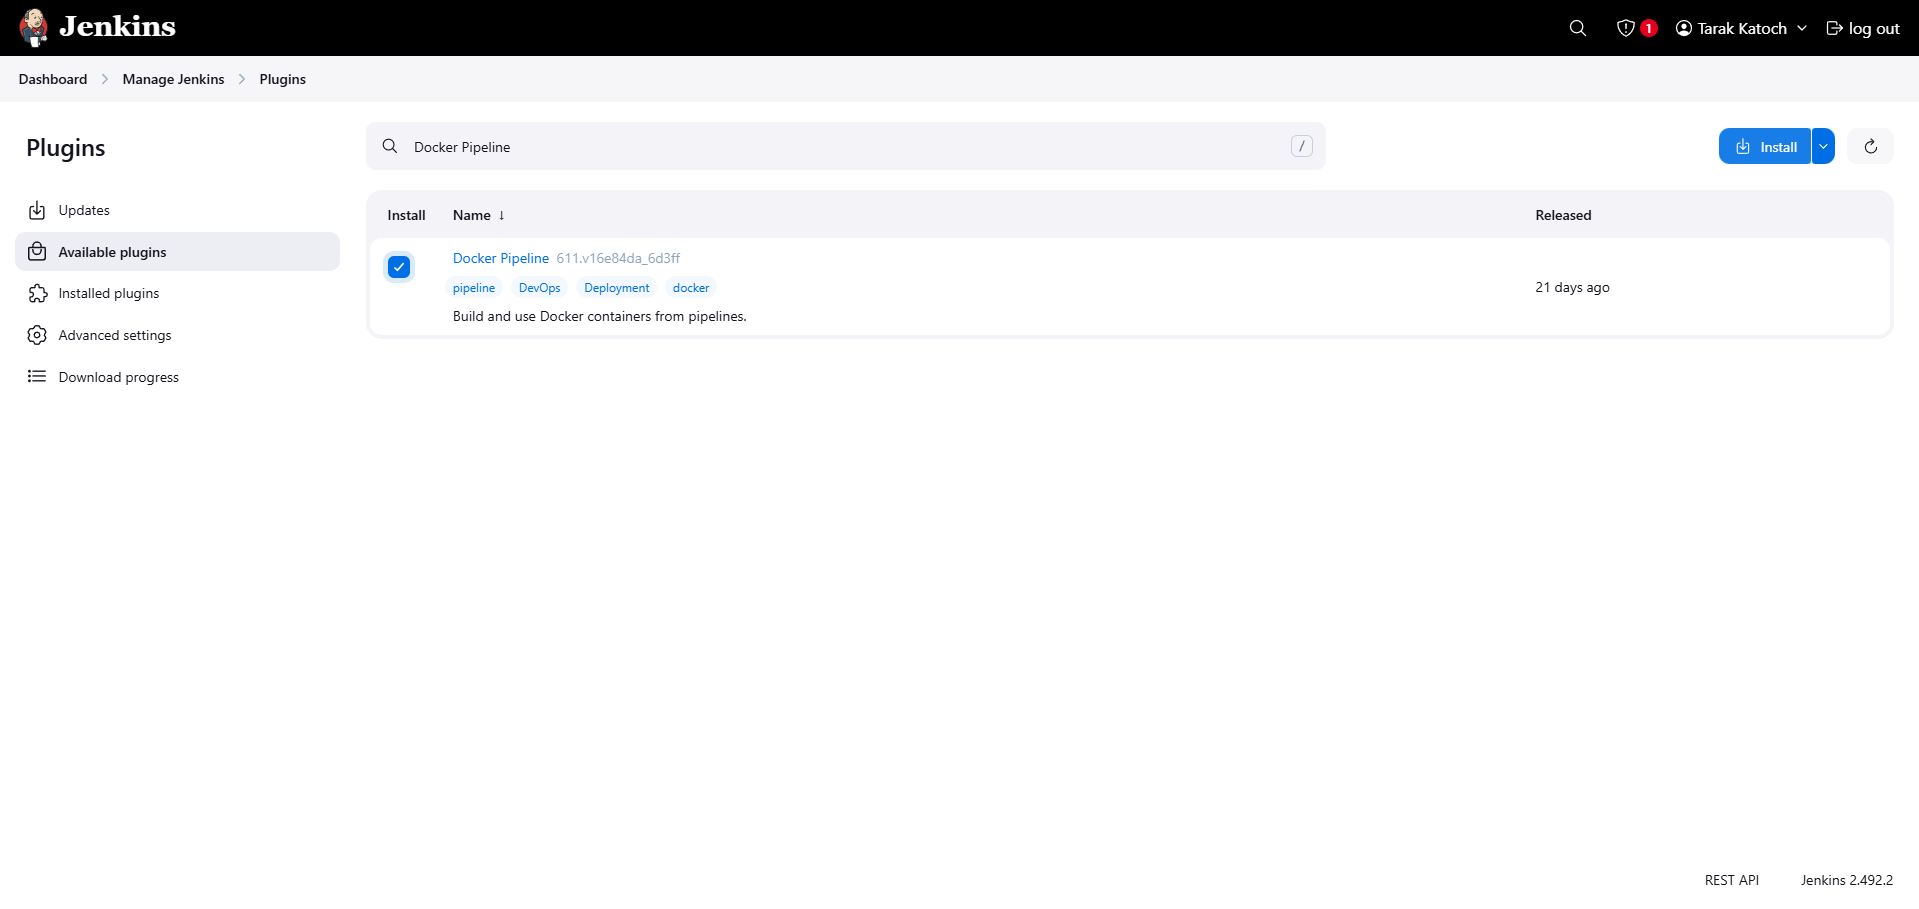 Jenkins
1
Tarak Katoch
log out
Dashboard
Manage Jenkins
Plugins
Plugins
Updates
Available plugins
Installed plugins
Advanced settings
Download progress
Docker Pipeline
/
Install
Install Name ↓ Released
Docker Pipeline 611.v16e84da_6d3ff
pipeline DevOps Deployment docker
21 days ago
Build and use Docker containers from pipelines.
REST API Jenkins 2.492.2